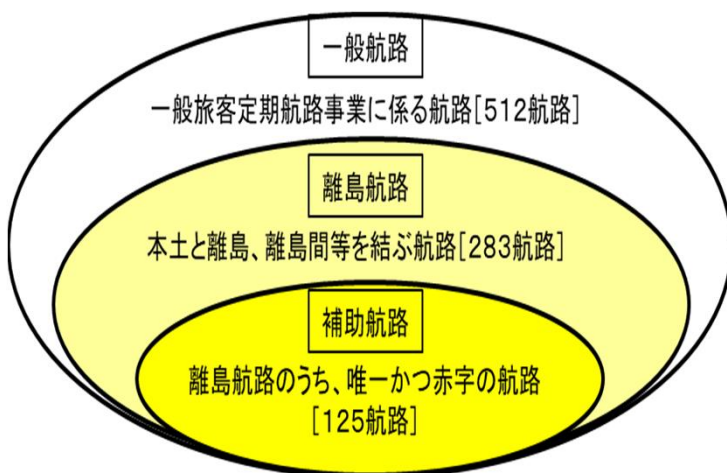 一般航路
一般旅客定期航路事業に係る航路[512航路]
離島航路
本土と離島、離島間等を結ぶ航路[283航路]
補助航路
離島航路のうち、唯一かつ赤字の航路
[125航路]